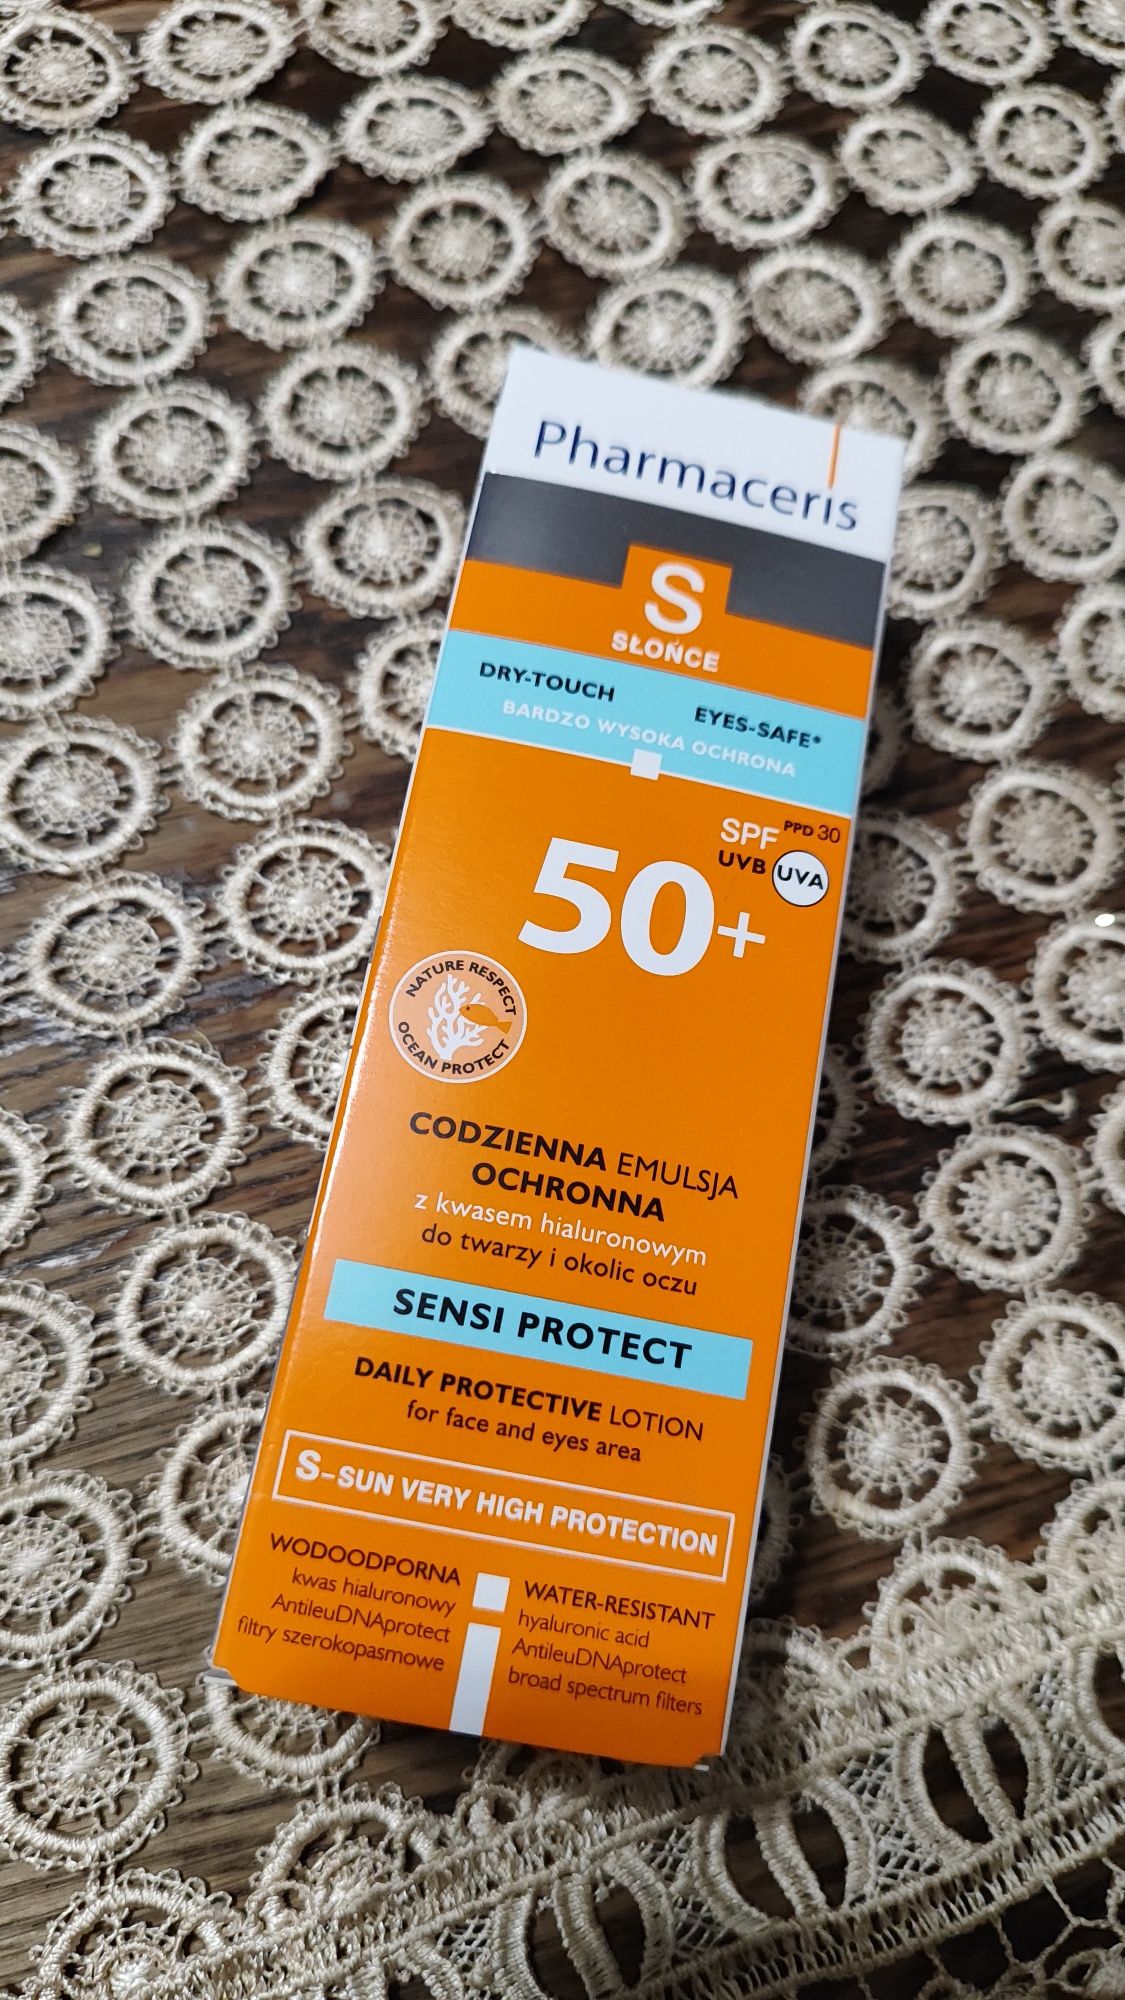 Pharmaceris
S
SŁOŃCE
DRY-TOUCH EYES-SAFE*
BARDZO WYSOKA OCHRONA
SPF PPD 30
50+ UVB UVA
NATURE RESPECT
OCEAN PROTECT
CODZIENNA EMULSJA
OCHRONNA
z kwasem hialuronowym
do twarzy i okolic oczu
SENSI PROTECT
DAILY PROTECTIVE LOTION
for face and eyes area
S-SUN VERY HIGH PROTECTION
WODOODPORNA
kwas hialuronowy
AntileuDNAprotect
filtry szerokopasmowe
WATER-RESISTANT
hyaluronic acid
AntileuDNAprotect
broad spectrum filters